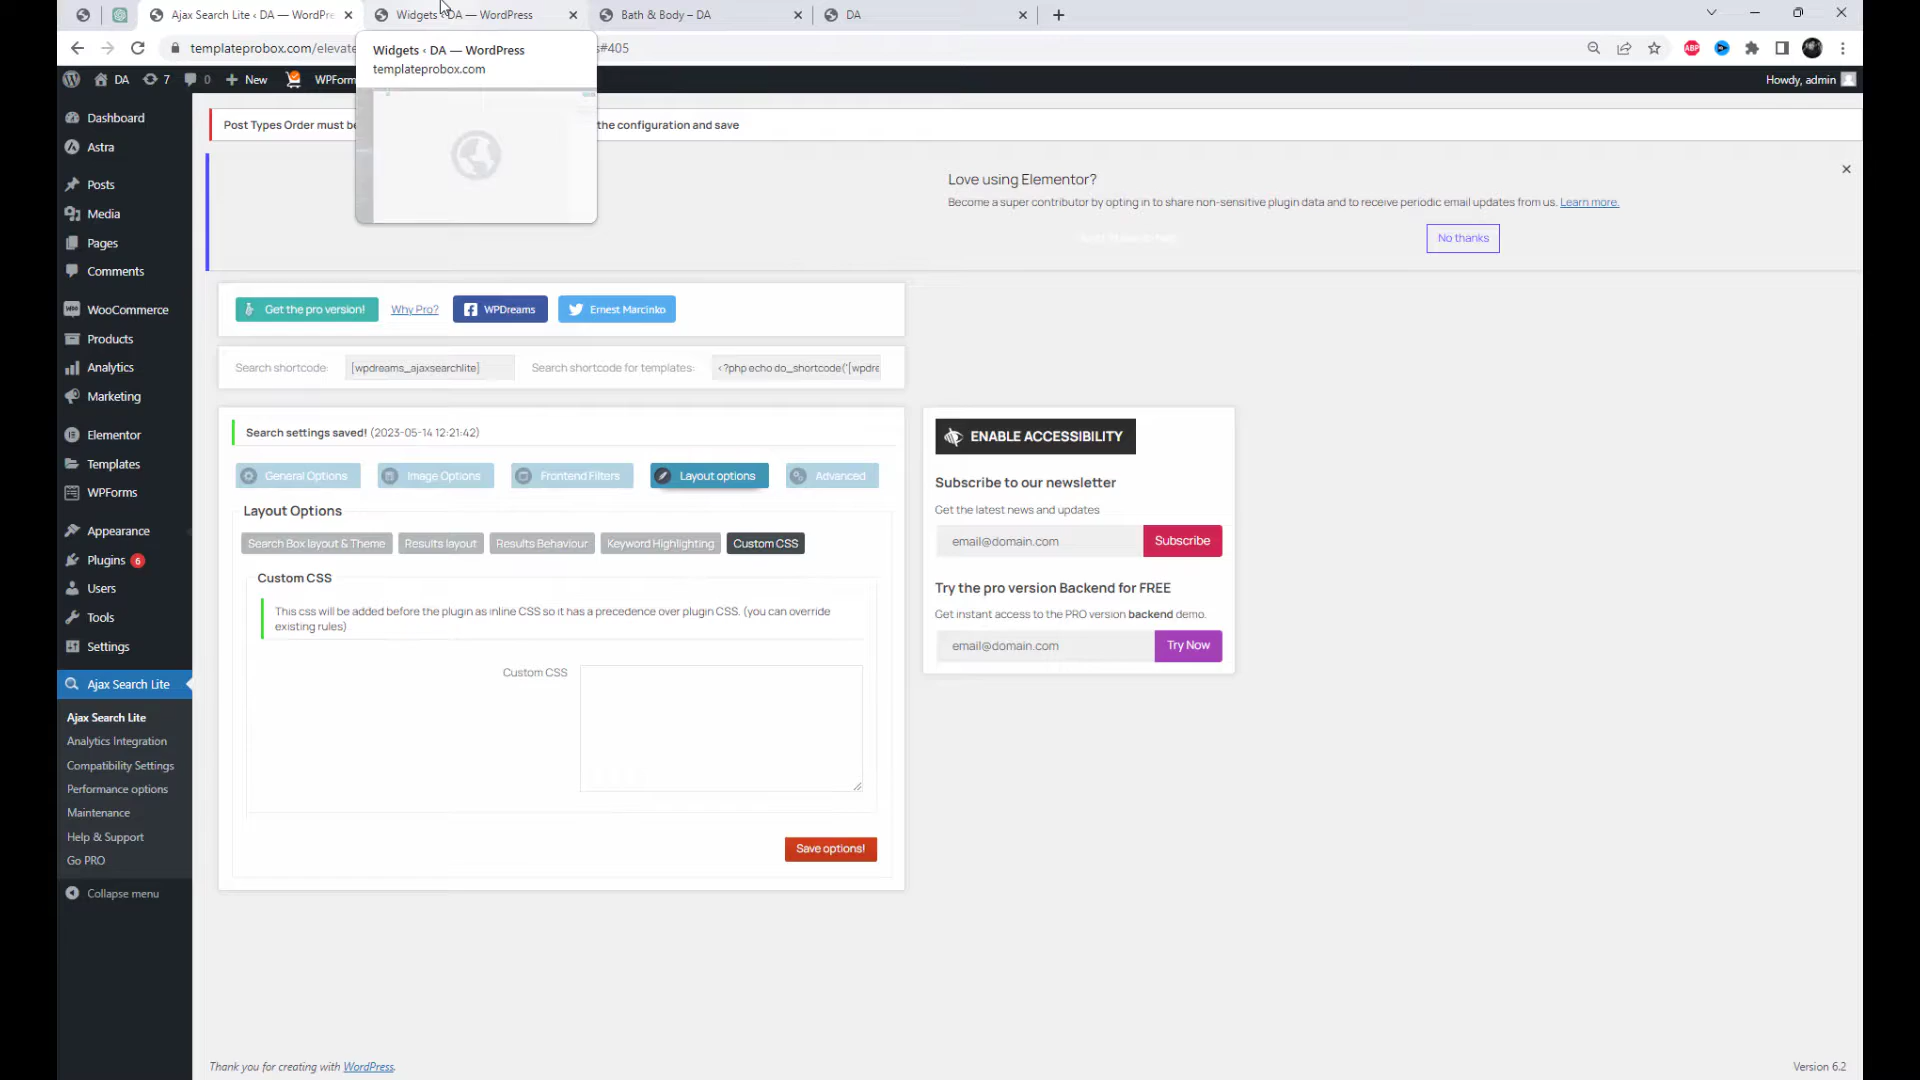 Ajax Search Lite ‹ DA — WordPre
Widgets ‹ DA — WordPress
Bath & Body – DA
DA
templateprobox.com/elevate
s#405
Widgets ‹ DA — WordPress
templateprobox.com
DA
7
0
New
WPForm
Howdy, admin
Dashboard
Astra
Posts
Media
Pages
Comments
WooCommerce
Products
Analytics
Marketing
Elementor
Templates
WPForms
Appearance
Plugins 6
Users
Tools
Settings
Ajax Search Lite
Ajax Search Lite
Analytics Integration
Compatibility Settings
Performance options
Maintenance
Help & Support
Go PRO
Collapse menu
Post Types Order must be
the configuration and save
Love using Elementor?
Become a super contributor by opting in to share non-sensitive plugin data and to receive periodic email updates from us. Learn more.
No thanks
Get the pro version!
Why Pro?
WPDreams
Ernest Marcinko
Search shortcode:
[wpdreams_ajaxsearchlite]
Search shortcode for templates:
<?php echo do_shortcode('[wpdre
Search settings saved! (2023-05-14 12:21:42)
General Options
Image Options
Frontend Filters
Layout options
Advanced
Layout Options
Search Box layout & Theme
Results layout
Results Behaviour
Keyword Highlighting
Custom CSS
Custom CSS
This css will be added before the plugin as inline CSS so it has a precedence over plugin CSS. (you can override
existing rules)
Custom CSS
Save options!
ENABLE ACCESSIBILITY
Subscribe to our newsletter
Get the latest news and updates
email@domain.com
Subscribe
Try the pro version Backend for FREE
Get instant access to the PRO version backend demo.
email@domain.com
Try Now
Thank you for creating with WordPress.
Version 6.2
ABP